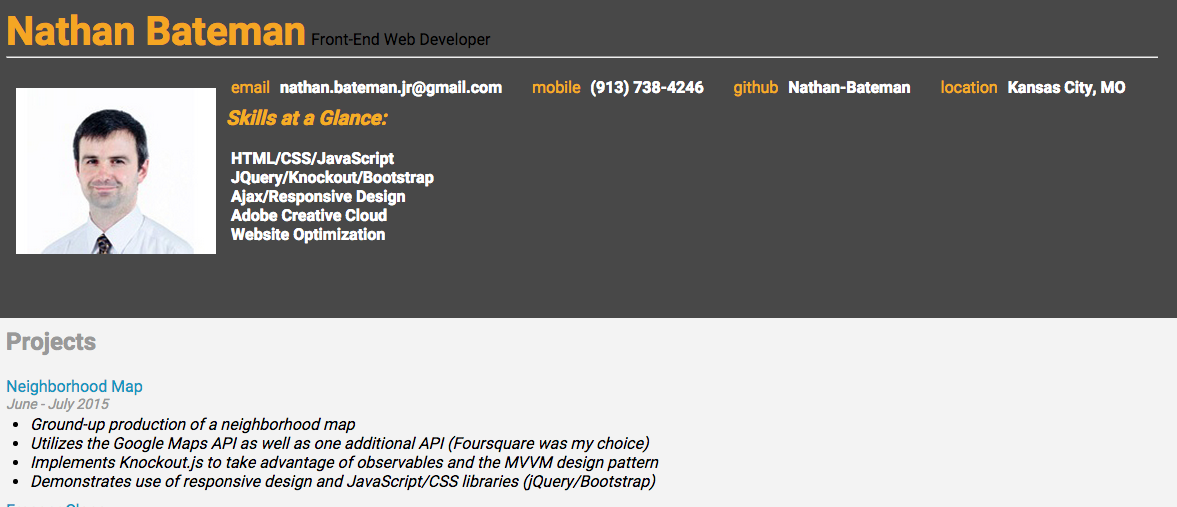 Nathan Bateman Front-End Web Developer
email nathan.bateman.jr@gmail.com mobile (913) 738-4246 github Nathan-Bateman location Kansas City, MO
Skills at a Glance:
HTML/CSS/JavaScript
JQuery/Knockout/Bootstrap
Ajax/Responsive Design
Adobe Creative Cloud
Website Optimization
Projects
Neighborhood Map
June - July 2015
• Ground-up production of a neighborhood map
• Utilizes the Google Maps API as well as one additional API (Foursquare was my choice)
• Implements Knockout.js to take advantage of observables and the MVVM design pattern
• Demonstrates use of responsive design and JavaScript/CSS libraries (jQuery/Bootstrap)